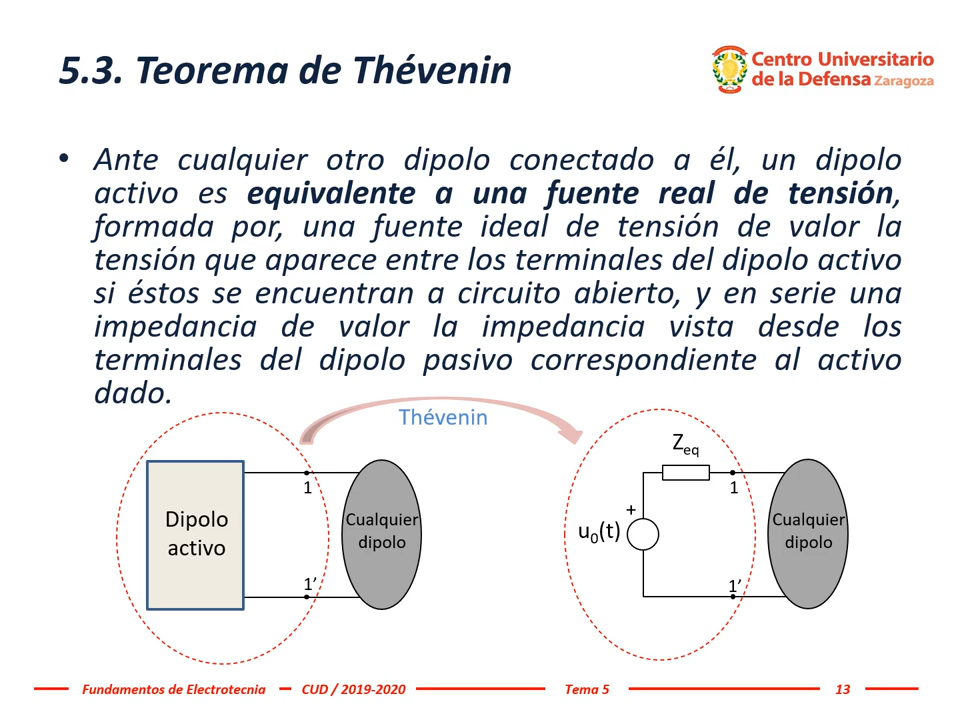 5.3. Teorema de Thévenin
Centro Universitario
de la Defensa Zaragoza
• Ante cualquier otro dipolo conectado a él, un dipolo
activo es equivalente a una fuente real de tensión,
formada por, una fuente ideal de tensión de valor la
tensión que aparece entre los terminales del dipolo activo
si éstos se encuentran a circuito abierto, y en serie una
impedancia de valor la impedancia vista desde los
terminales del dipolo pasivo correspondiente al activo
dado.
Thévenin
Dipolo
activo
1
1’
Cualquier
dipolo
Zeq
+
u0(t)
1
1’
Cualquier
dipolo
Fundamentos de Electrotecnia
CUD / 2019-2020
Tema 5
13